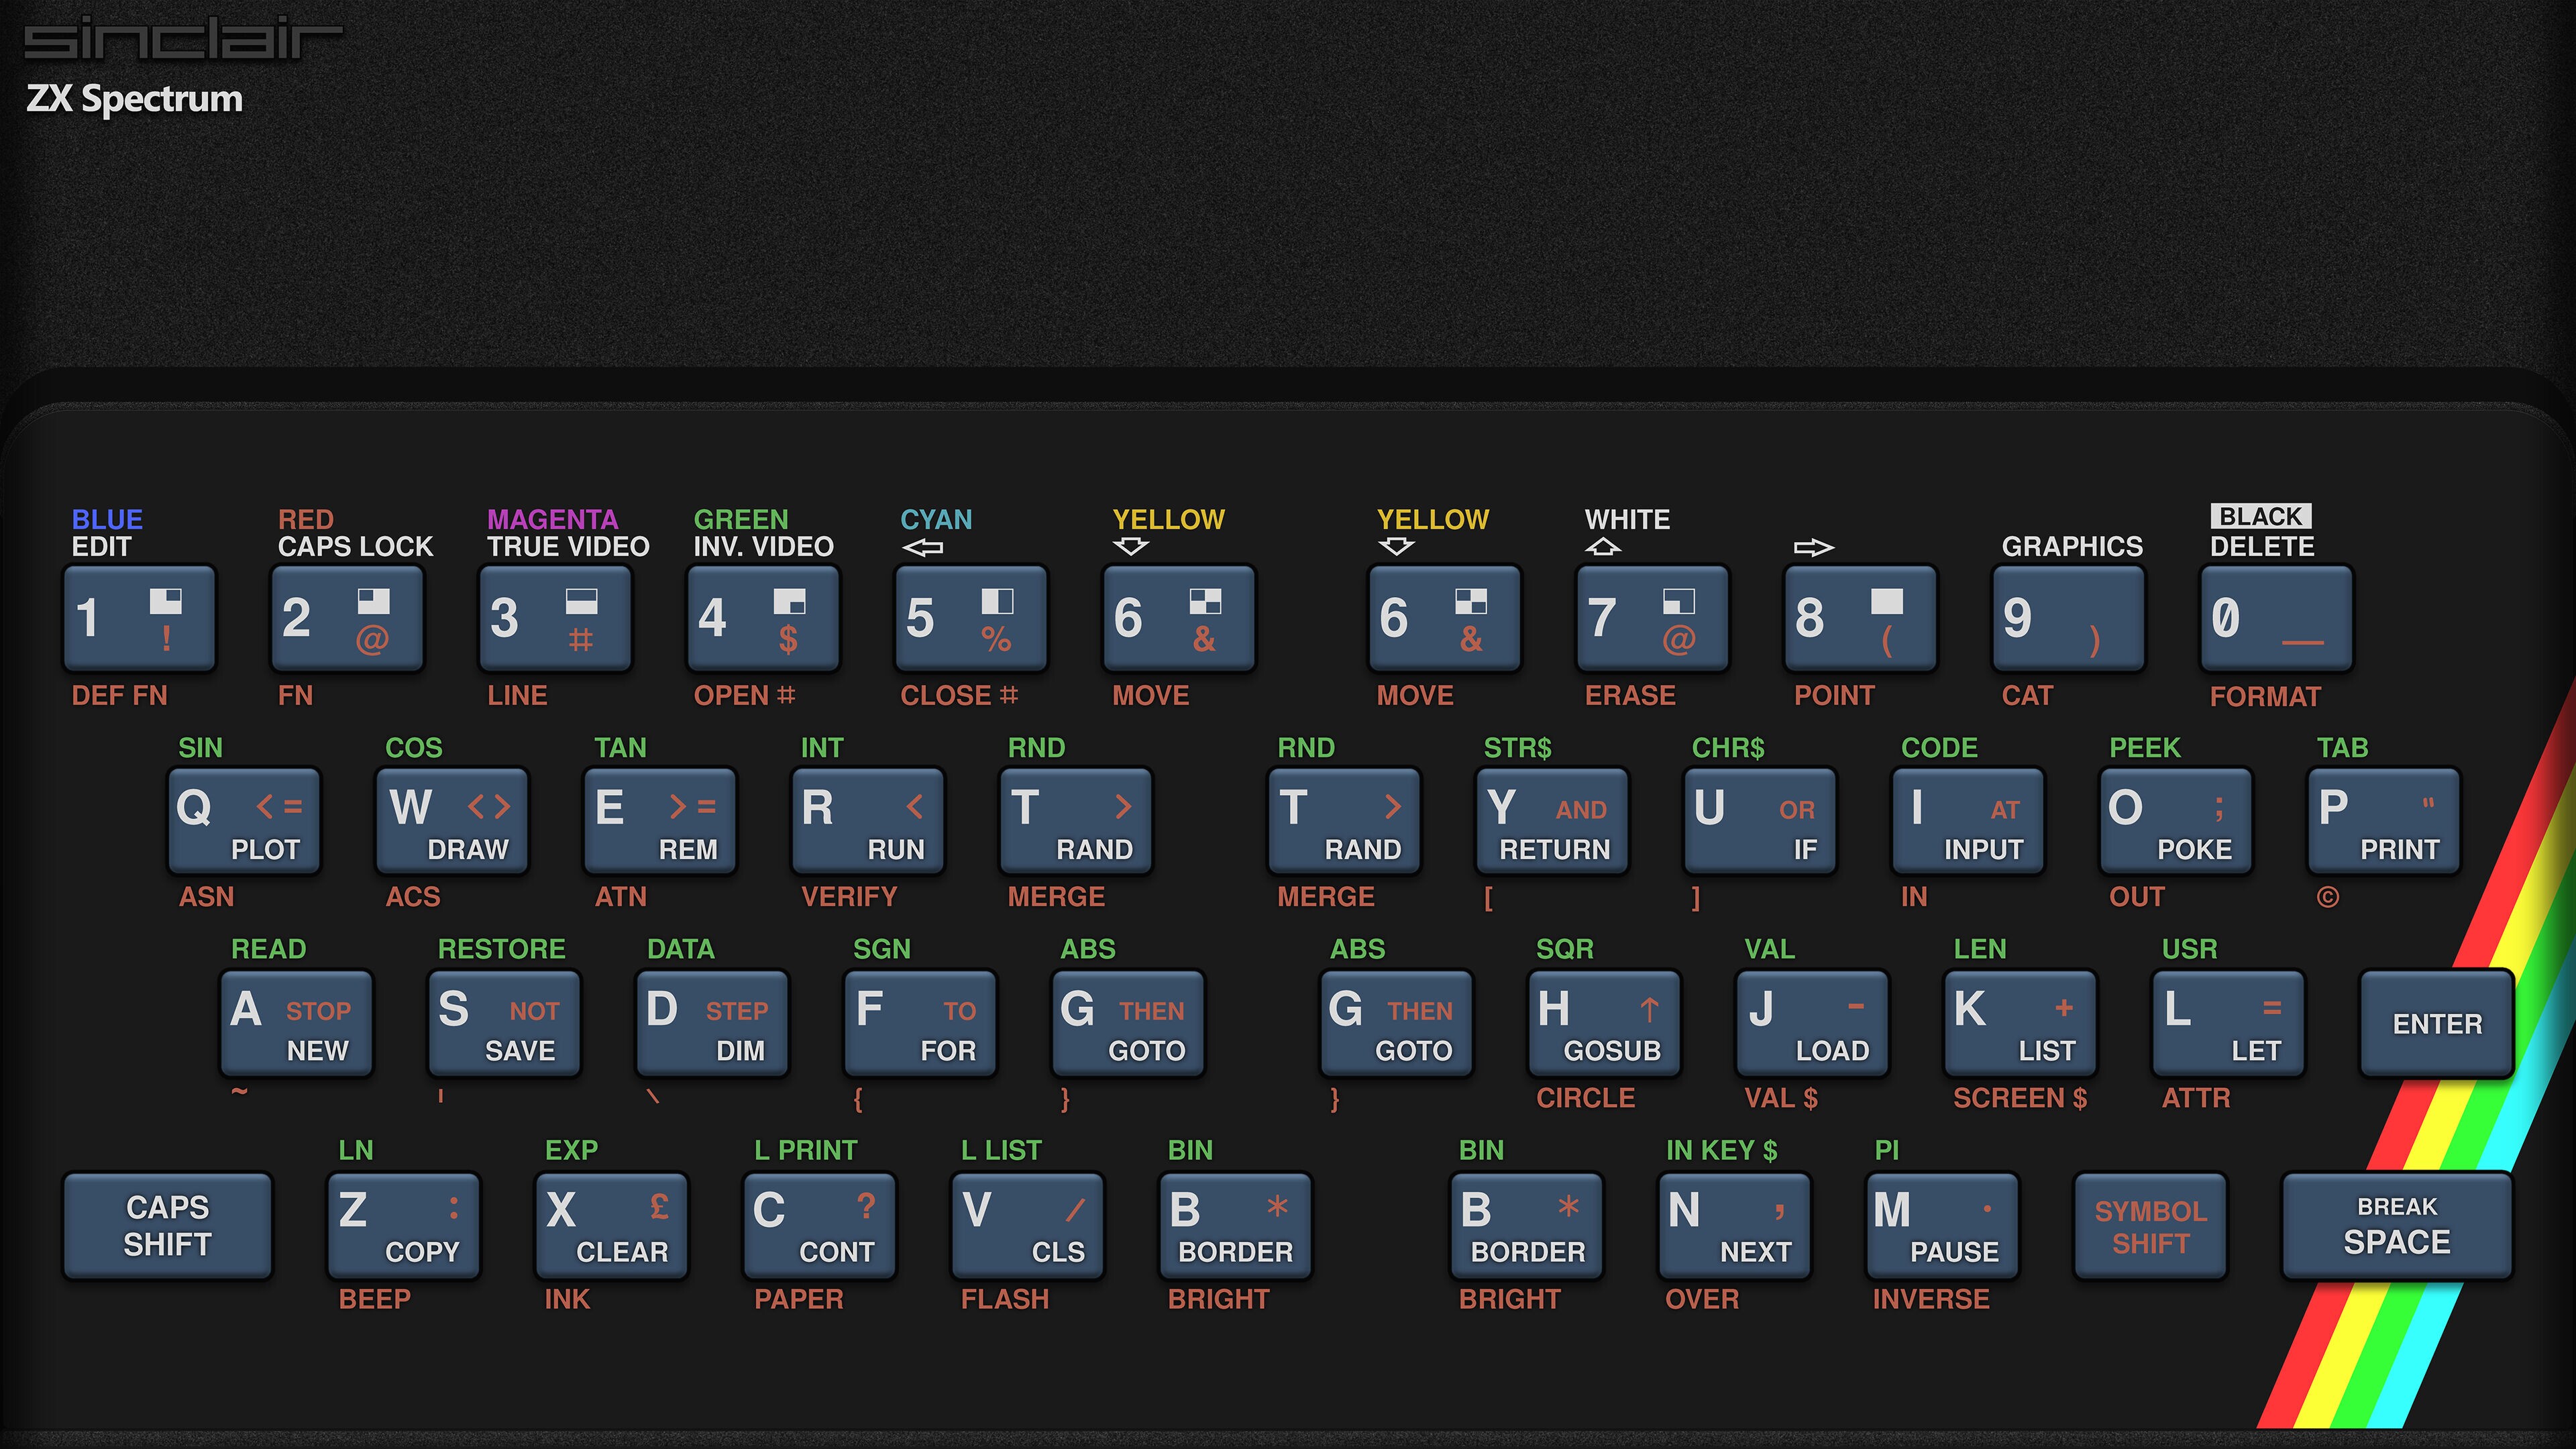 sinclair
ZX Spectrum
BLUE RED MAGENTA GREEN CYAN YELLOW YELLOW WHITE BLACK
EDIT CAPS LOCK TRUE VIDEO INV. VIDEO GRAPHICS DELETE
1 ! 2 @ 3 # 4 $ 5 % 6 & 6 & 7 @ 8 ( 9 ) 0 _
DEF FN FN LINE OPEN # CLOSE # MOVE MOVE ERASE POINT CAT FORMAT
SIN COS TAN INT RND RND STR$ CHR$ CODE PEEK TAB
Q <= W <> E >= R < T > T > Y AND U OR I AT O ; P "
PLOT DRAW REM RUN RAND RAND RETURN IF INPUT POKE PRINT
ASN ACS ATN VERIFY MERGE MERGE [ ] IN OUT ©
READ RESTORE DATA SGN ABS ABS SQR VAL LEN USR
A STOP S NOT D STEP F TO G THEN G THEN H ↑ J - K + L = ENTER
NEW SAVE DIM FOR GOTO GOTO GOSUB LOAD LIST LET
~ ' \ { } } CIRCLE VAL $ SCREEN $ ATTR
LN EXP L PRINT L LIST BIN BIN IN KEY $ PI
CAPS Z : X £ C ? V / B * B * N , M . SYMBOL BREAK
SHIFT COPY CLEAR CONT CLS BORDER BORDER NEXT PAUSE SHIFT SPACE
BEEP INK PAPER FLASH BRIGHT BRIGHT OVER INVERSE